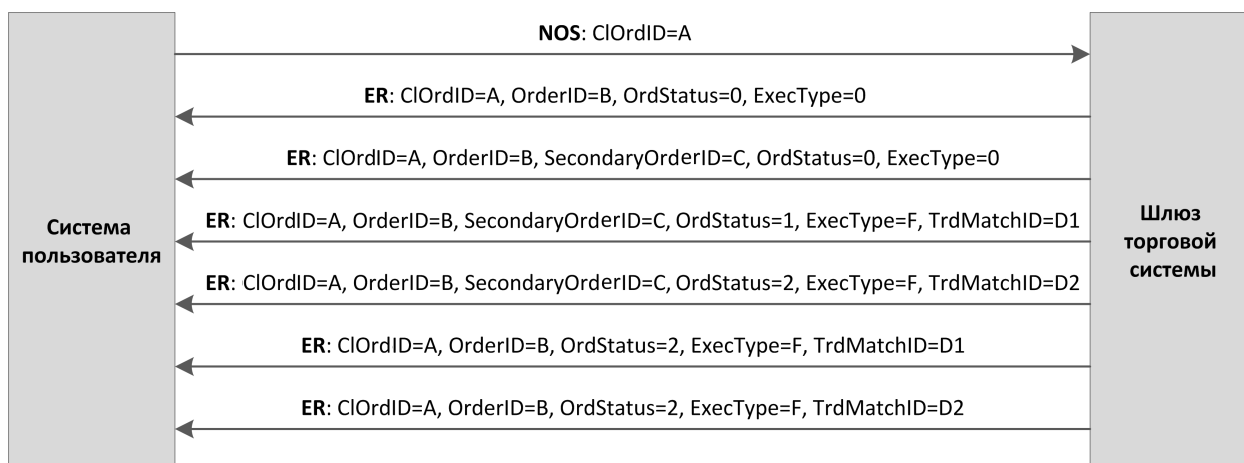 NOS: ClOrdID=A
ER: ClOrdID=A, OrderID=B, OrdStatus=0, ExecType=0
ER: ClOrdID=A, OrderID=B, SecondaryOrderID=C, OrdStatus=0, ExecType=0
ER: ClOrdID=A, OrderID=B, SecondaryOrderID=C, OrdStatus=1, ExecType=F, TrdMatchID=D1
ER: ClOrdID=A, OrderID=B, SecondaryOrderID=C, OrdStatus=2, ExecType=F, TrdMatchID=D2
ER: ClOrdID=A, OrderID=B, OrdStatus=2, ExecType=F, TrdMatchID=D1
ER: ClOrdID=A, OrderID=B, OrdStatus=2, ExecType=F, TrdMatchID=D2
Система
пользователя
Шлюз
торговой
системы